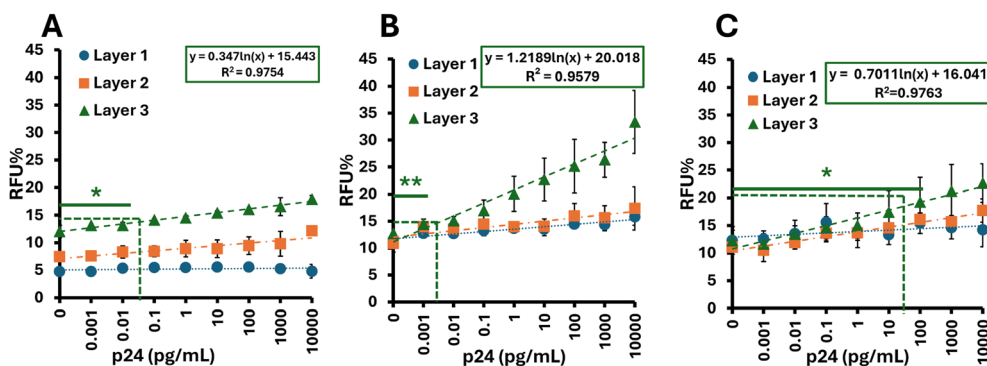 A
y = 0.347ln(x) + 15.443
R² = 0.9754
Layer 1
Layer 2
Layer 3
*
RFU%
45
40
35
30
25
20
15
10
5
0
0
0.001
0.01
0.1
1
10
100
1000
10000
p24 (pg/mL)
B
y = 1.2189ln(x) + 20.018
R² = 0.9579
Layer 1
Layer 2
Layer 3
**
RFU%
45
40
35
30
25
20
15
10
5
0
0
0.001
0.01
0.1
1
10
100
1000
10000
p24 (pg/mL)
C
y = 0.7011ln(x) + 16.041
R²=0.9763
Layer 1
Layer 2
Layer 3
*
RFU%
45
40
35
30
25
20
15
10
5
0
0
0.001
0.01
0.1
1
10
100
1000
10000
p24 (pg/mL)